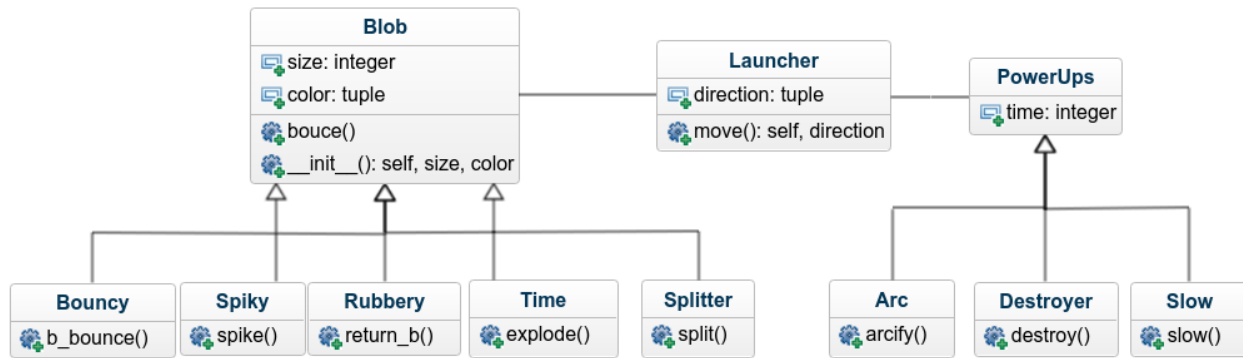 Blob
size: integer
color: tuple
bouce()
__init__(): self, size, color
Launcher
direction: tuple
move(): self, direction
PowerUps
time: integer
Bouncy
b_bounce()
Spiky
spike()
Rubbery
return_b()
Time
explode()
Splitter
split()
Arc
arcify()
Destroyer
destroy()
Slow
slow()